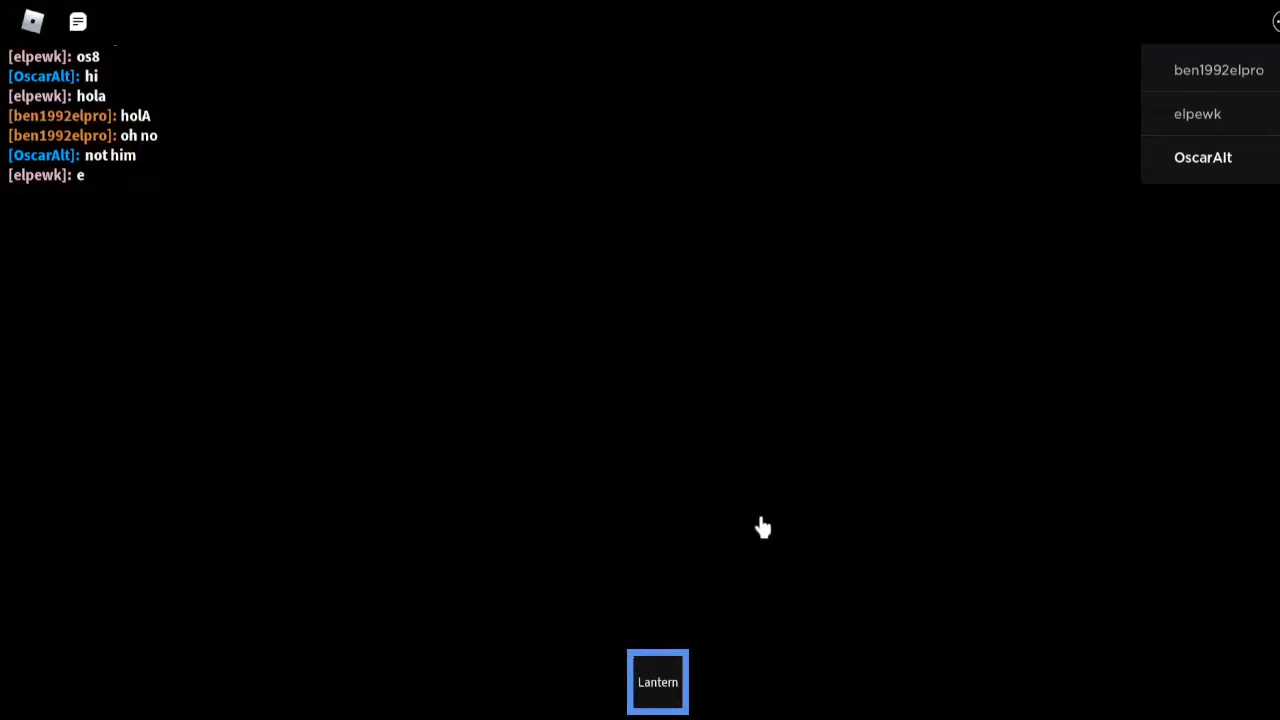 [elpewk]: os8
[OscarAlt]: hi
[elpewk]: hola
[ben1992elpro]: holA
[ben1992elpro]: oh no
[OscarAlt]: not him
[elpewk]: e
ben1992elpro
elpewk
OscarAlt
Lantern